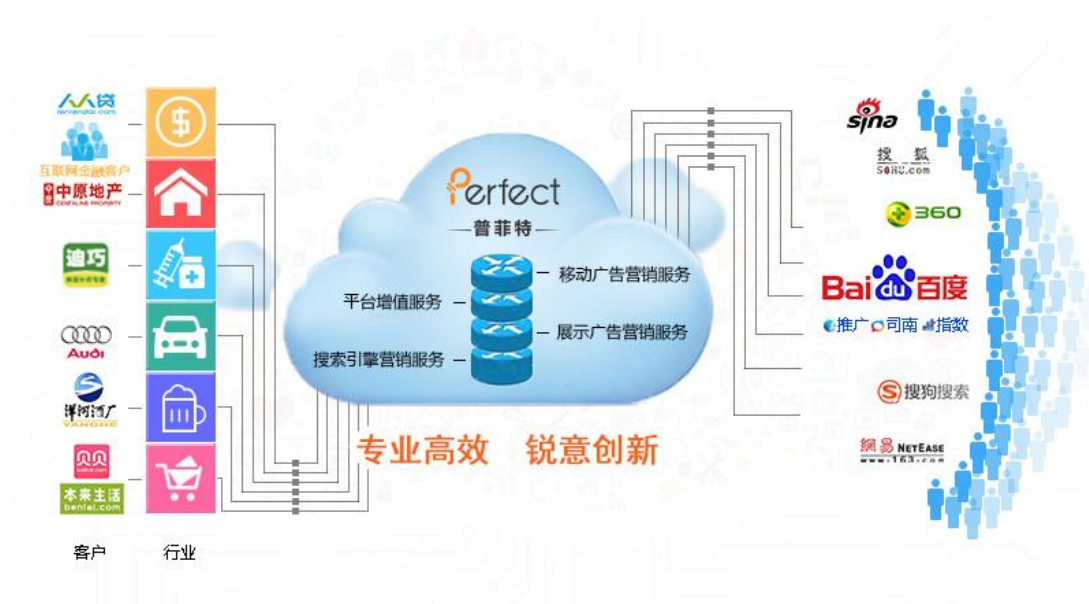 人人贷
renrendai.com
互联网金融客户
中原地产
CENTALINE PROPERTY
迪巧
Audi
洋河酒厂
YANGHE
贝贝
本来生活
benlai.com
客户
行业
Perfect
普菲特
移动广告营销服务
平台增值服务
展示广告营销服务
搜索引擎营销服务
专业高效 锐意创新
sina
搜狐
SOHU.com
360
Bai du 百度
推广 司南 指数
S 搜狗搜索
網易 NETEASE
www.163.com